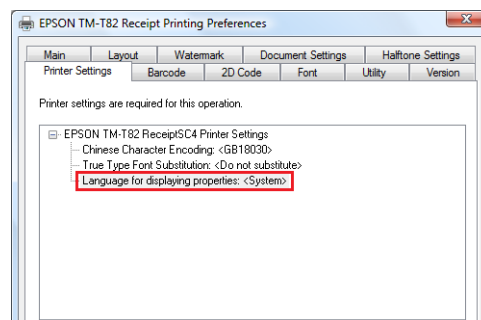 EPSON TM-T82 Receipt Printing Preferences
Main Layout Watermark Document Settings Halftone Settings
Printer Settings Barcode 2D Code Font Utility Version
Printer settings are required for this operation.
EPSON TM-T82 ReceiptSC4 Printer Settings
Chinese Character Encoding: <GB18030>
True Type Font Substitution: <Do not substitute>
Language for displaying properties: <System>